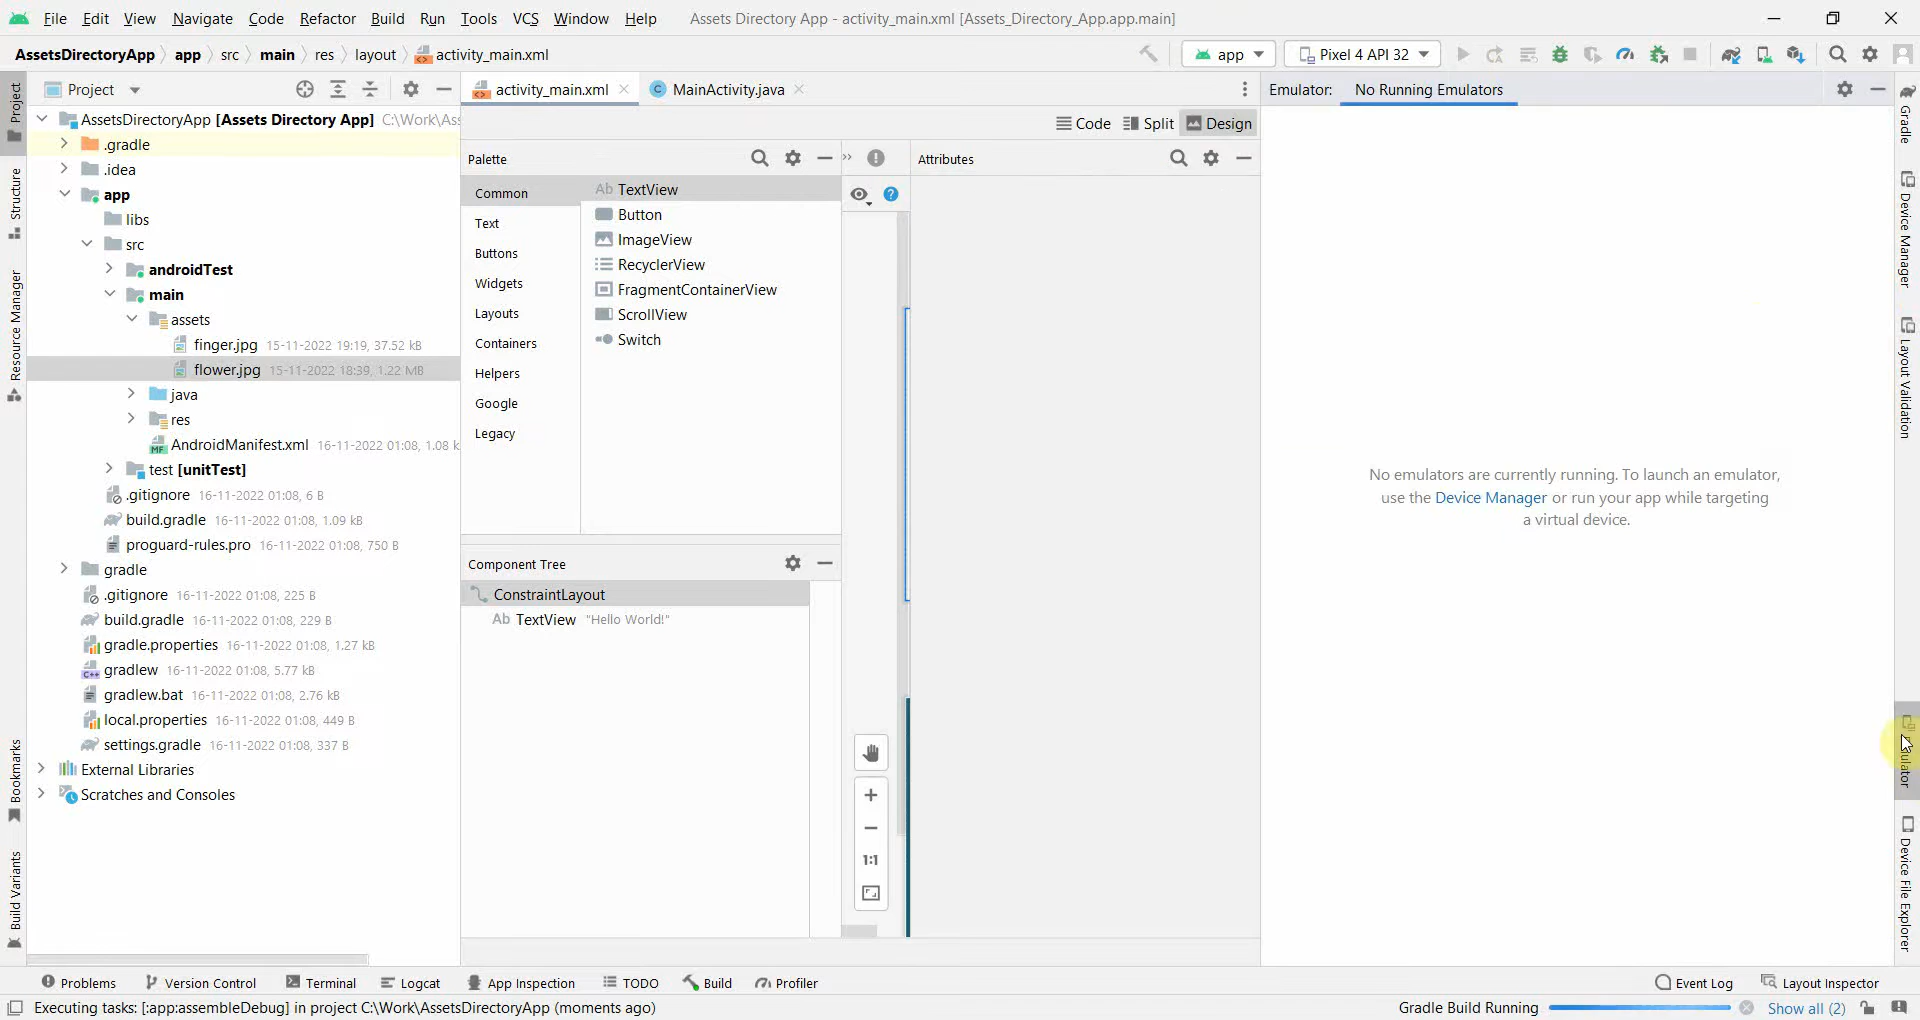 File Edit View Navigate Code Refactor Build Run Tools VCS Window Help Assets Directory App - activity_main.xml [Assets_Directory_App.app.main]
AssetsDirectoryApp app src main res layout activity_main.xml app Pixel 4 API 32
Project
activity_main.xml MainActivity.java
Emulator: No Running Emulators
Code Split Design
AssetsDirectoryApp [Assets Directory App] C:\Work\Ass
.gradle
.idea
app
libs
src
androidTest
main
assets
finger.jpg 15-11-2022 19:19, 37.52 kB
flower.jpg 15-11-2022 18:39, 1.22 MB
java
res
AndroidManifest.xml 16-11-2022 01:08, 1.08 k
test [unitTest]
.gitignore 16-11-2022 01:08, 6 B
build.gradle 16-11-2022 01:08, 1.09 kB
proguard-rules.pro 16-11-2022 01:08, 750 B
gradle
.gitignore 16-11-2022 01:08, 225 B
build.gradle 16-11-2022 01:08, 229 B
gradle.properties 16-11-2022 01:08, 1.27 kB
gradlew 16-11-2022 01:08, 5.77 kB
gradlew.bat 16-11-2022 01:08, 2.76 kB
local.properties 16-11-2022 01:08, 449 B
settings.gradle 16-11-2022 01:08, 337 B
External Libraries
Scratches and Consoles
Palette
Common
Text
Buttons
Widgets
Layouts
Containers
Helpers
Google
Legacy
Ab TextView
Button
ImageView
RecyclerView
FragmentContainerView
ScrollView
Switch
Component Tree
ConstraintLayout
Ab TextView "Hello World!"
1:1
Attributes
No emulators are currently running. To launch an emulator,
use the Device Manager or run your app while targeting
a virtual device.
Project
Structure
Resource Manager
Bookmarks
Build Variants
Gradle
Device Manager
Layout Validation
Device File Explorer
Problems Version Control Terminal Logcat App Inspection TODO Build Profiler Event Log Layout Inspector
Executing tasks: [:app:assembleDebug] in project C:\Work\AssetsDirectoryApp (moments ago) Gradle Build Running Show all (2)